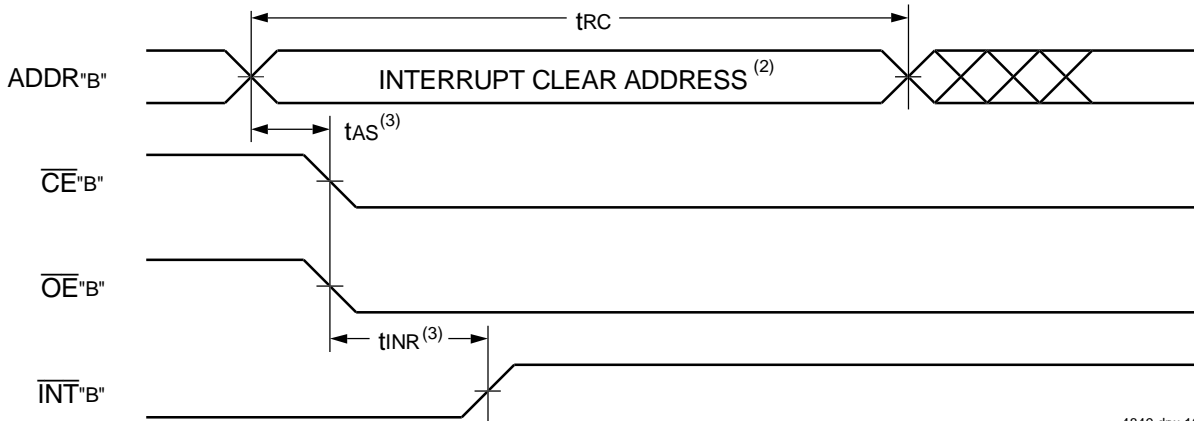 tRC
ADDR"B"
INTERRUPT CLEAR ADDRESS (2)
tAS(3)
CE"B"
OE"B"
tINR(3)
INT"B"